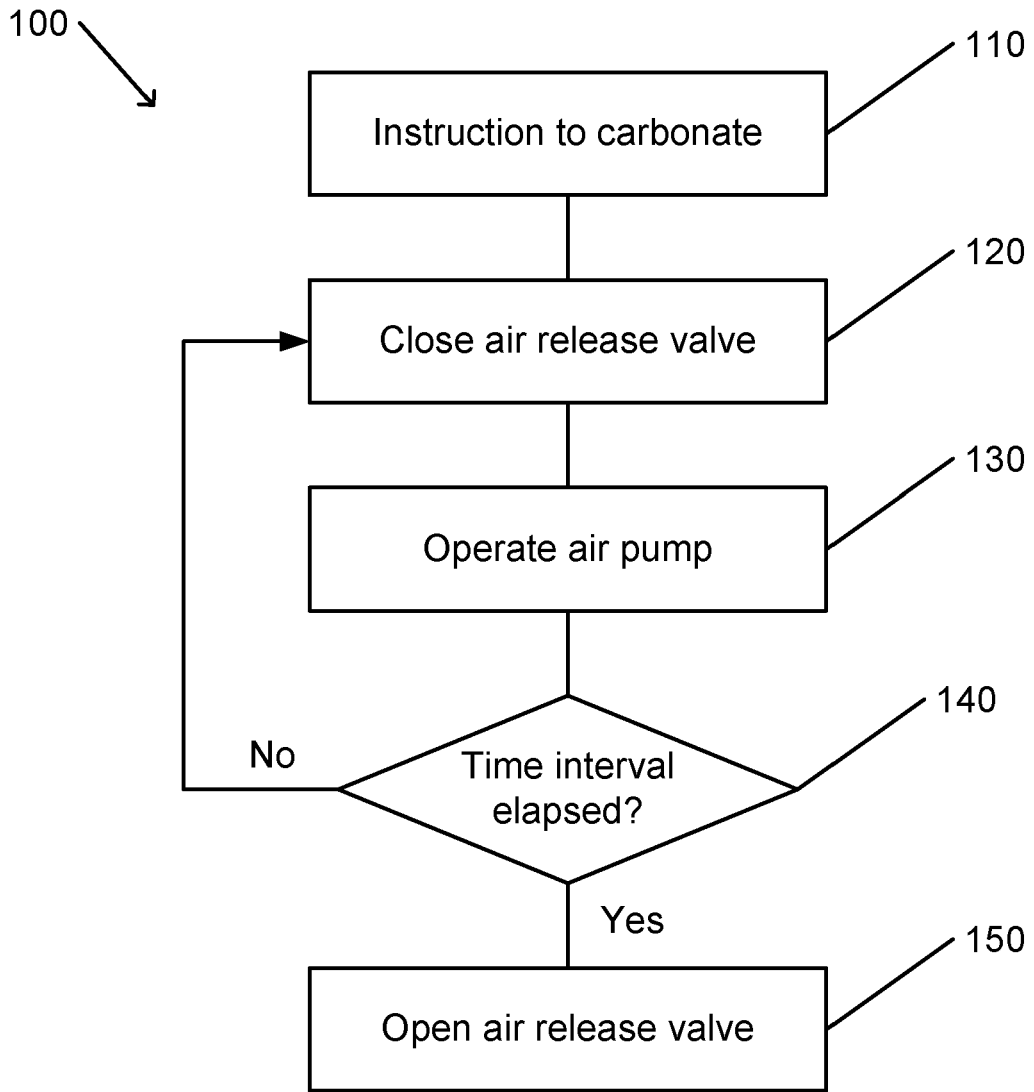 100
110
Instruction to carbonate
120
Close air release valve
130
Operate air pump
140
No
Time interval
elapsed?
Yes
150
Open air release valve